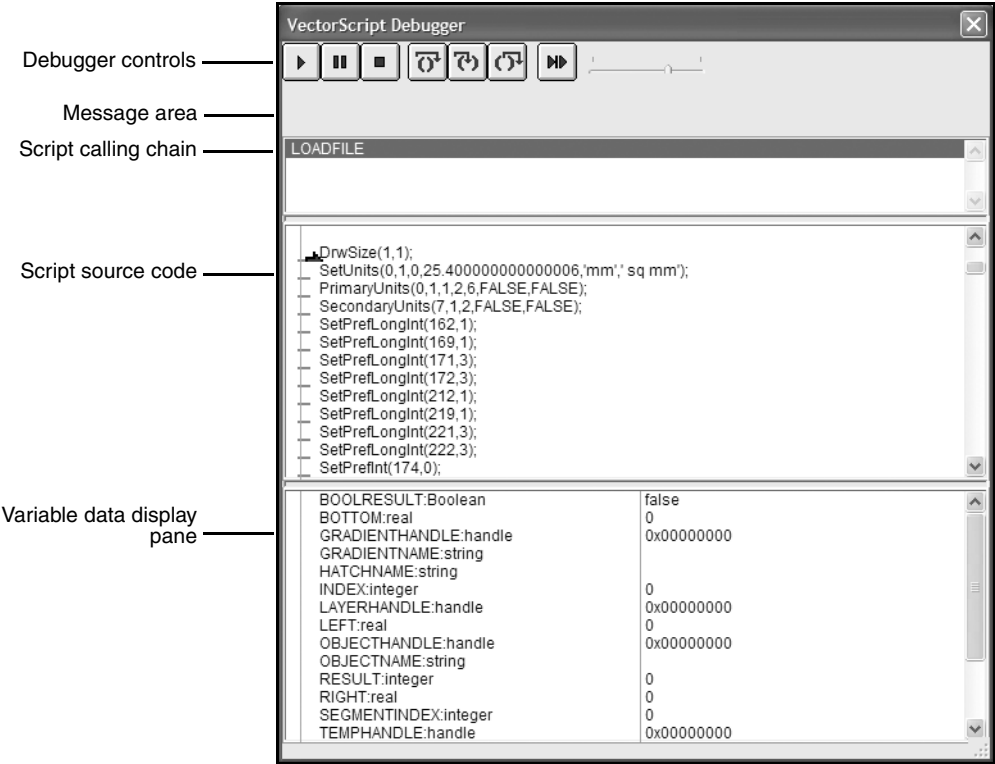 VectorScript Debugger
Debugger controls
Message area
Script calling chain
LOADFILE
Script source code
DrwSize(1,1);
SetUnits(0,1,0,25.400000000000006,'mm',' sq mm');
PrimaryUnits(0,1,1,2,6,FALSE,FALSE);
SecondaryUnits(7,1,2,FALSE,FALSE);
SetPrefLongInt(162,1);
SetPrefLongInt(169,1);
SetPrefLongInt(171,3);
SetPrefLongInt(172,3);
SetPrefLongInt(212,1);
SetPrefLongInt(219,1);
SetPrefLongInt(221,3);
SetPrefLongInt(222,3);
SetPrefInt(174,0);
Variable data display
pane
BOOLRESULT:Boolean false
BOTTOM:real 0
GRADIENTHANDLE:handle 0x00000000
GRADIENTNAME:string
HATCHNAME:string
INDEX:integer 0
LAYERHANDLE:handle 0x00000000
LEFT:real 0
OBJECTHANDLE:handle 0x00000000
OBJECTNAME:string
RESULT:integer 0
RIGHT:real 0
SEGMENTINDEX:integer 0
TEMPHANDLE:handle 0x00000000